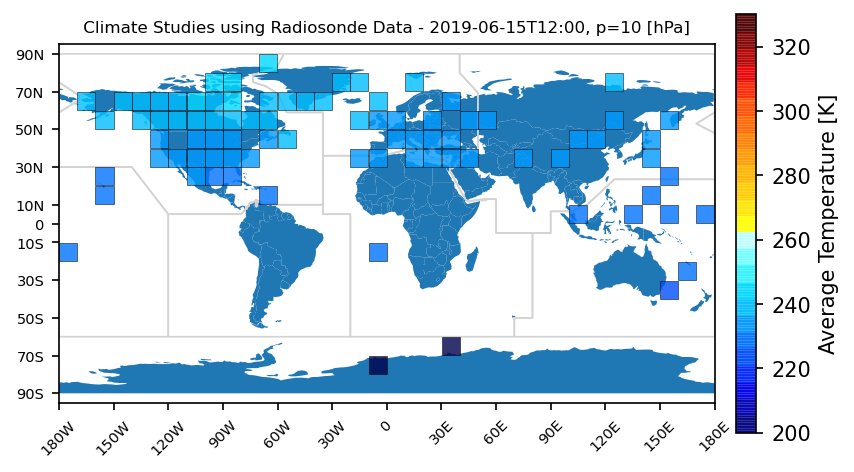 Climate Studies using Radiosonde Data - 2019-06-15T12:00, p=10 [hPa]
90N
70N
50N
30N
10N
0
10S
30S
50S
70S
90S
180W 150W 120W 90W 60W 30W 0 30E 60E 90E 120E 150E 180E
320
300
280
260
240
220
200
Average Temperature [K]